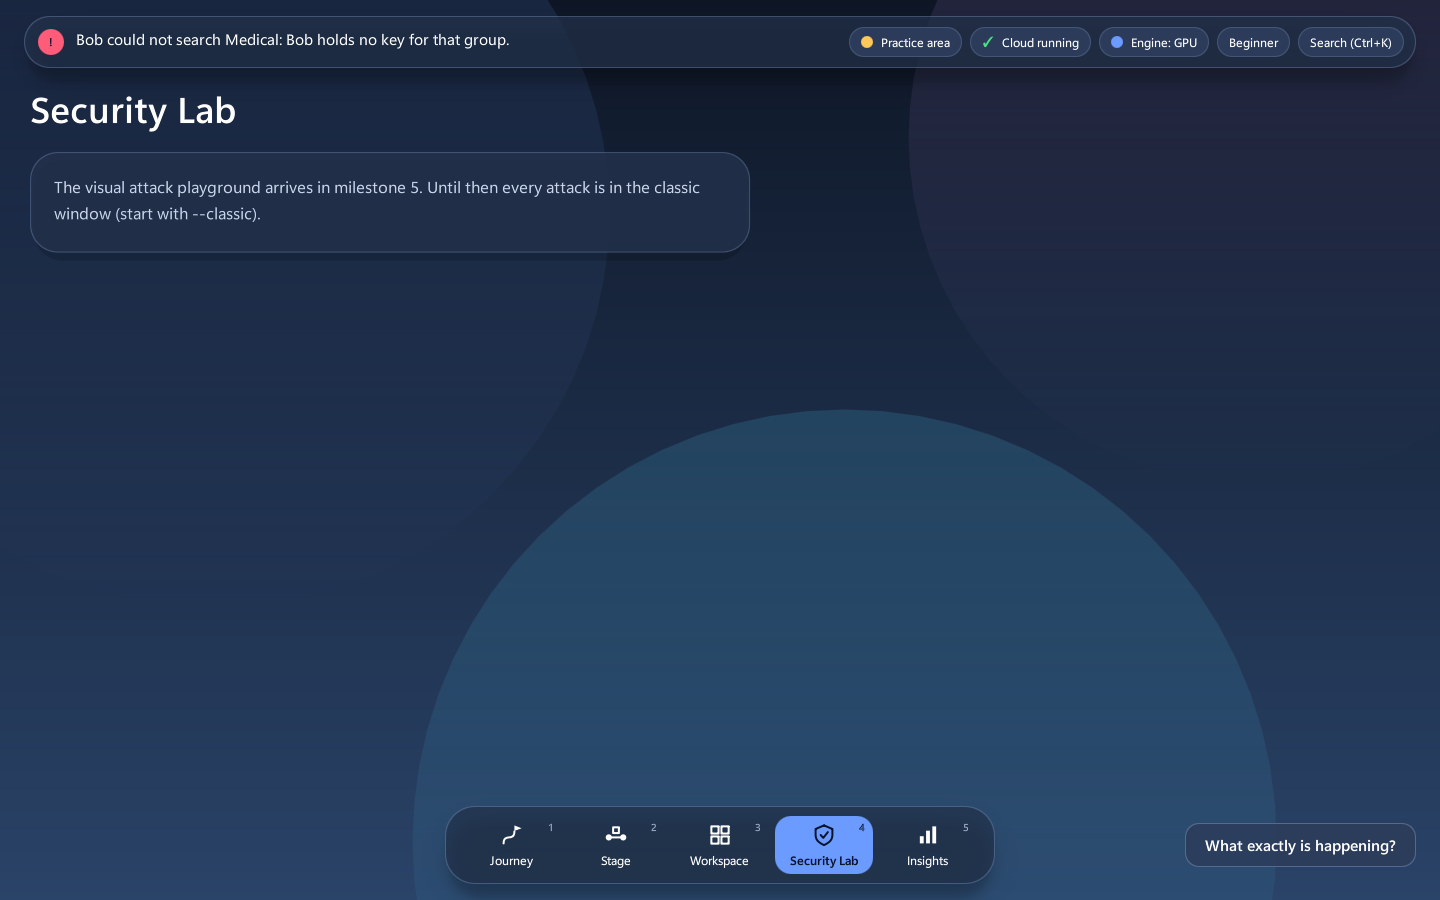 ! Bob could not search Medical: Bob holds no key for that group.
Practice area
✓ Cloud running
Engine: GPU
Beginner
Search (Ctrl+K)
Security Lab
The visual attack playground arrives in milestone 5. Until then every attack is in the classic
window (start with --classic).
1
Journey
2
Stage
3
Workspace
4
Security Lab
5
Insights
What exactly is happening?